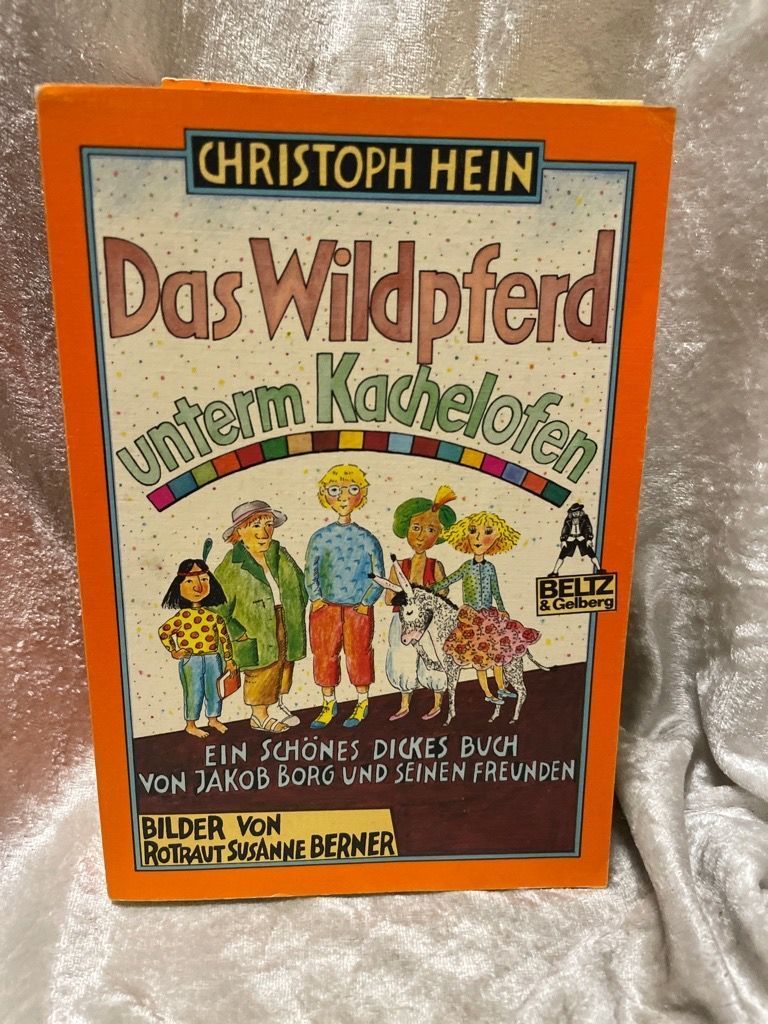 CHRISTOPH HEIN
Das Wildpferd
unterm Kachelofen
BELTZ
& Gelberg
EIN SCHÖNES DICKES BUCH
VON JAKOB BORG UND SEINEN FREUNDEN
BILDER VON
ROTRAUT SUSANNE BERNER